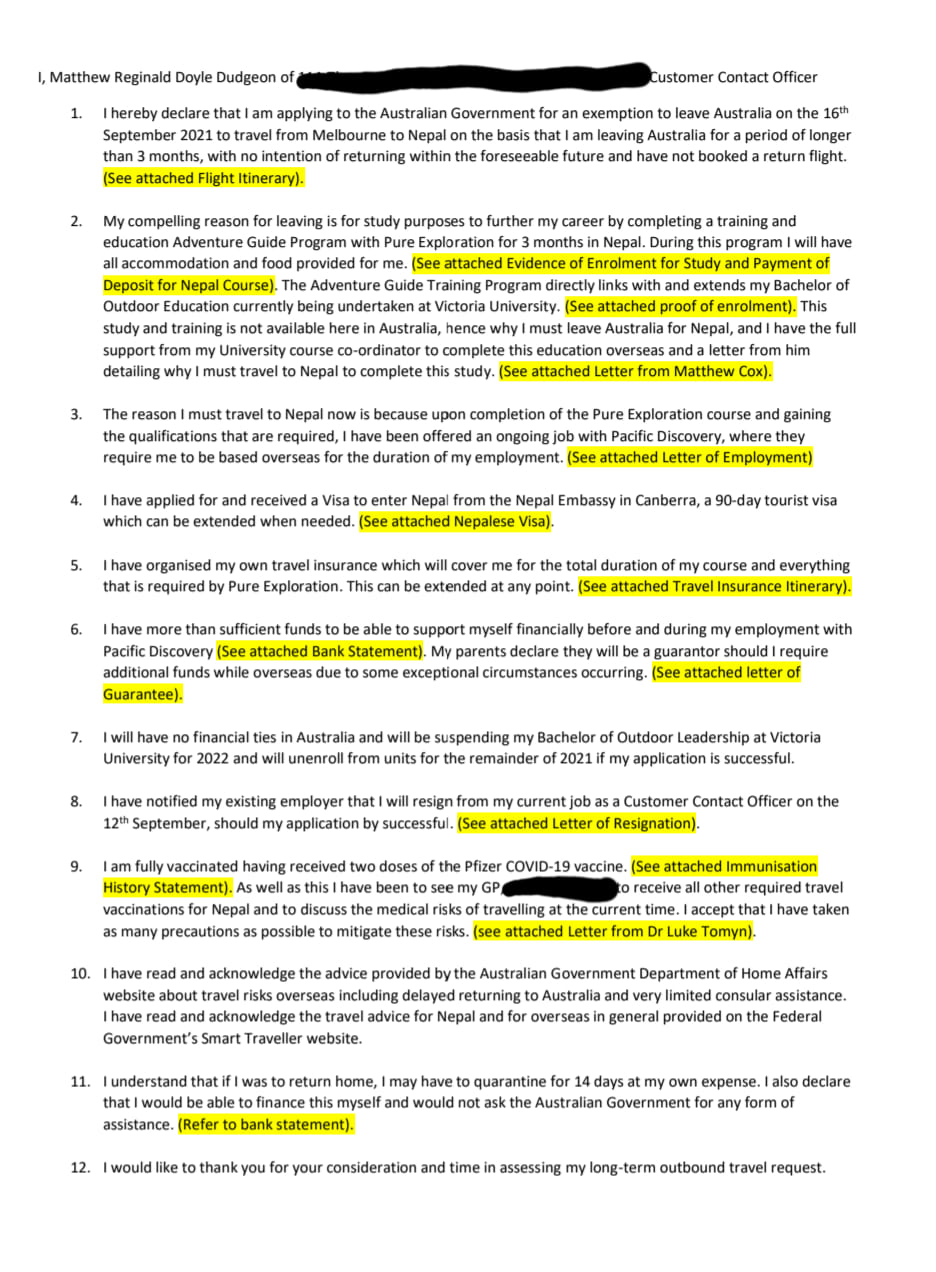 I, Matthew Reginald Doyle Dudgeon of Customer Contact Officer
1. I hereby declare that I am applying to the Australian Government for an exemption to leave Australia on the 16th
September 2021 to travel from Melbourne to Nepal on the basis that I am leaving Australia for a period of longer
than 3 months, with no intention of returning within the foreseeable future and have not booked a return flight.
(See attached Flight Itinerary).
2. My compelling reason for leaving is for study purposes to further my career by completing a training and
education Adventure Guide Program with Pure Exploration for 3 months in Nepal. During this program I will have
all accommodation and food provided for me. (See attached Evidence of Enrolment for Study and Payment of
Deposit for Nepal Course). The Adventure Guide Training Program directly links with and extends my Bachelor of
Outdoor Education currently being undertaken at Victoria University. (See attached proof of enrolment). This
study and training is not available here in Australia, hence why I must leave Australia for Nepal, and I have the full
support from my University course co-ordinator to complete this education overseas and a letter from him
detailing why I must travel to Nepal to complete this study. (See attached Letter from Matthew Cox).
3. The reason I must travel to Nepal now is because upon completion of the Pure Exploration course and gaining
the qualifications that are required, I have been offered an ongoing job with Pacific Discovery, where they
require me to be based overseas for the duration of my employment. (See attached Letter of Employment)
4. I have applied for and received a Visa to enter Nepal from the Nepal Embassy in Canberra, a 90-day tourist visa
which can be extended when needed. (See attached Nepalese Visa).
5. I have organised my own travel insurance which will cover me for the total duration of my course and everything
that is required by Pure Exploration. This can be extended at any point. (See attached Travel Insurance Itinerary).
6. I have more than sufficient funds to be able to support myself financially before and during my employment with
Pacific Discovery (See attached Bank Statement). My parents declare they will be a guarantor should I require
additional funds while overseas due to some exceptional circumstances occurring. (See attached letter of
Guarantee).
7. I will have no financial ties in Australia and will be suspending my Bachelor of Outdoor Leadership at Victoria
University for 2022 and will unenroll from units for the remainder of 2021 if my application is successful.
8. I have notified my existing employer that I will resign from my current job as a Customer Contact Officer on the
12th September, should my application by successful. (See attached Letter of Resignation).
9. I am fully vaccinated having received two doses of the Pfizer COVID-19 vaccine. (See attached Immunisation
History Statement). As well as this I have been to see my GP, to receive all other required travel
vaccinations for Nepal and to discuss the medical risks of travelling at the current time. I accept that I have taken
as many precautions as possible to mitigate these risks. (see attached Letter from Dr Luke Tomyn).
10. I have read and acknowledge the advice provided by the Australian Government Department of Home Affairs
website about travel risks overseas including delayed returning to Australia and very limited consular assistance.
I have read and acknowledge the travel advice for Nepal and for overseas in general provided on the Federal
Government's Smart Traveller website.
11. I understand that if I was to return home, I may have to quarantine for 14 days at my own expense. I also declare
that I would be able to finance this myself and would not ask the Australian Government for any form of
assistance. (Refer to bank statement).
12. I would like to thank you for your consideration and time in assessing my long-term outbound travel request.